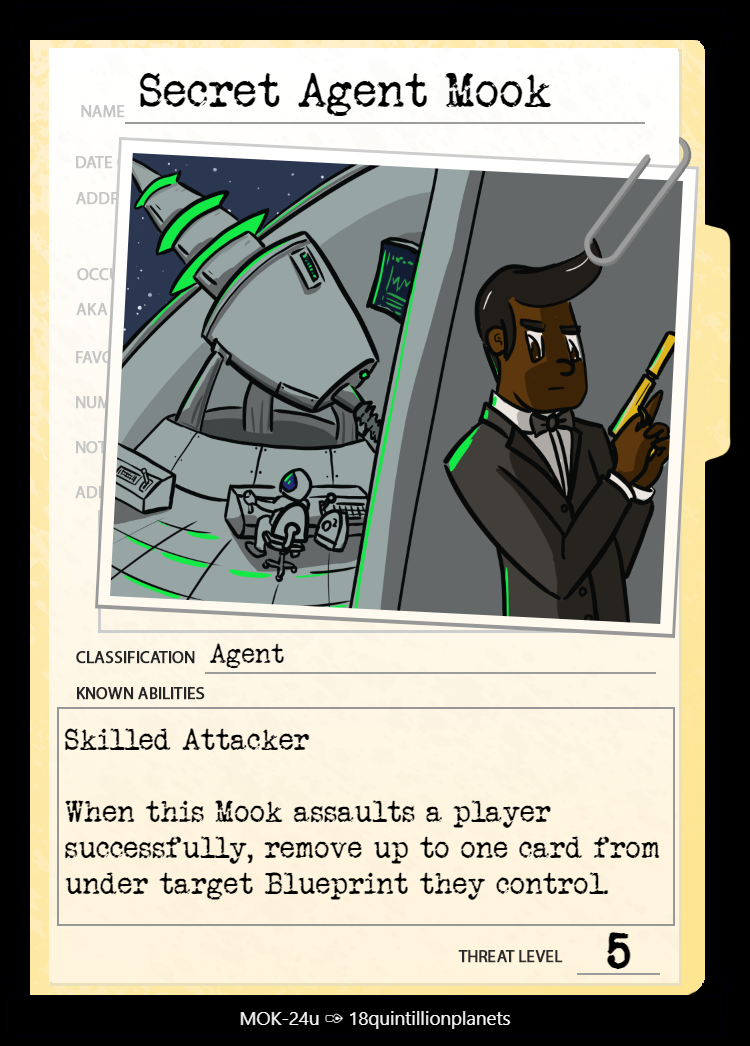 Secret Agent Mook
NAME
DATE
ADDR
OCCU
AKA
FAVO
NUM
NOT
ADD
O2
CLASSIFICATION Agent
KNOWN ABILITIES
Skilled Attacker
When this Mook assaults a player
successfully, remove up to one card from
under target Blueprint they control.
THREAT LEVEL 5
MOK-24u ✑ 18quintillionplanets